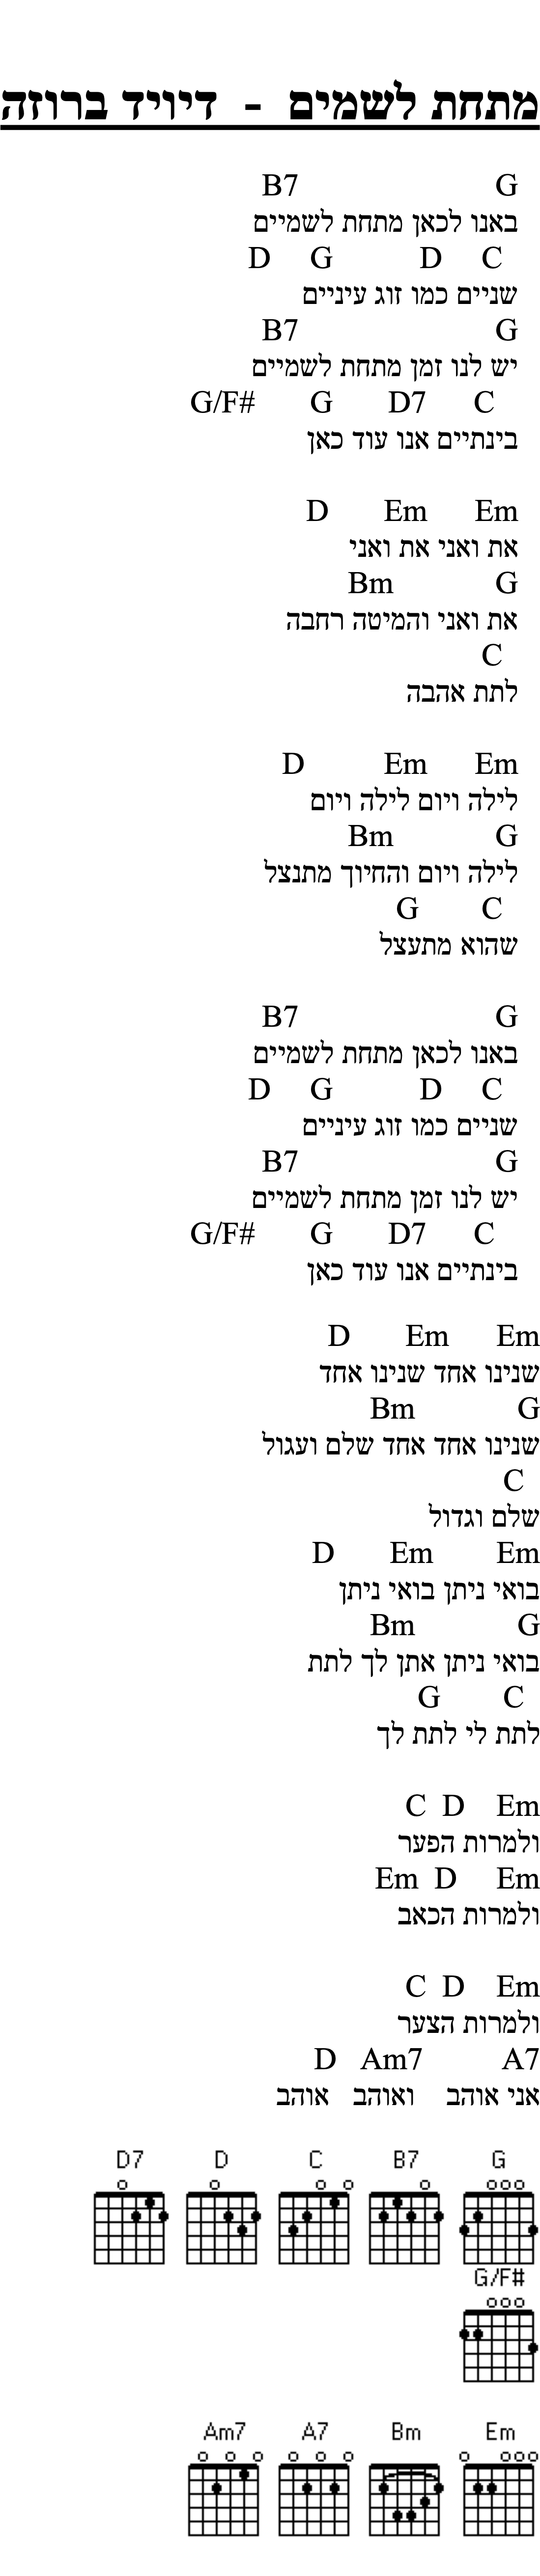 מתחת לשמים - דיויד ברוזה
G B7
באנו לכאן מתחת לשמיים
C D G D
שניים כמו זוג עיניים
G B7
יש לנו זמן מתחת לשמיים
C D7 G G/F#
בינתיים אנו עוד כאן
Em Em D
את ואני את ואני
G Bm
את ואני והמיטה רחבה
C
לתת אהבה
Em Em D
לילה ויום לילה ויום
G Bm
לילה ויום והחיוך מתנצל
C G
שהוא מתעצל
G B7
באנו לכאן מתחת לשמיים
C D G D
שניים כמו זוג עיניים
G B7
יש לנו זמן מתחת לשמיים
C D7 G G/F#
בינתיים אנו עוד כאן
Em Em D
שנינו אחד שנינו אחד
G Bm
שנינו אחד אחד שלם ועגול
C
שלם וגדול
Em Em D
בואי ניתן בואי ניתן
G Bm
בואי ניתן אתן לך לתת
C G
לתת לי לתת לך
Em D C
ולמרות הפער
Em D Em
ולמרות הכאב
Em D C
ולמרות הצער
A7 Am7 D
אני אוהב ואוהב אוהב
G B7 C D D7
G/F#
Em Bm A7 Am7